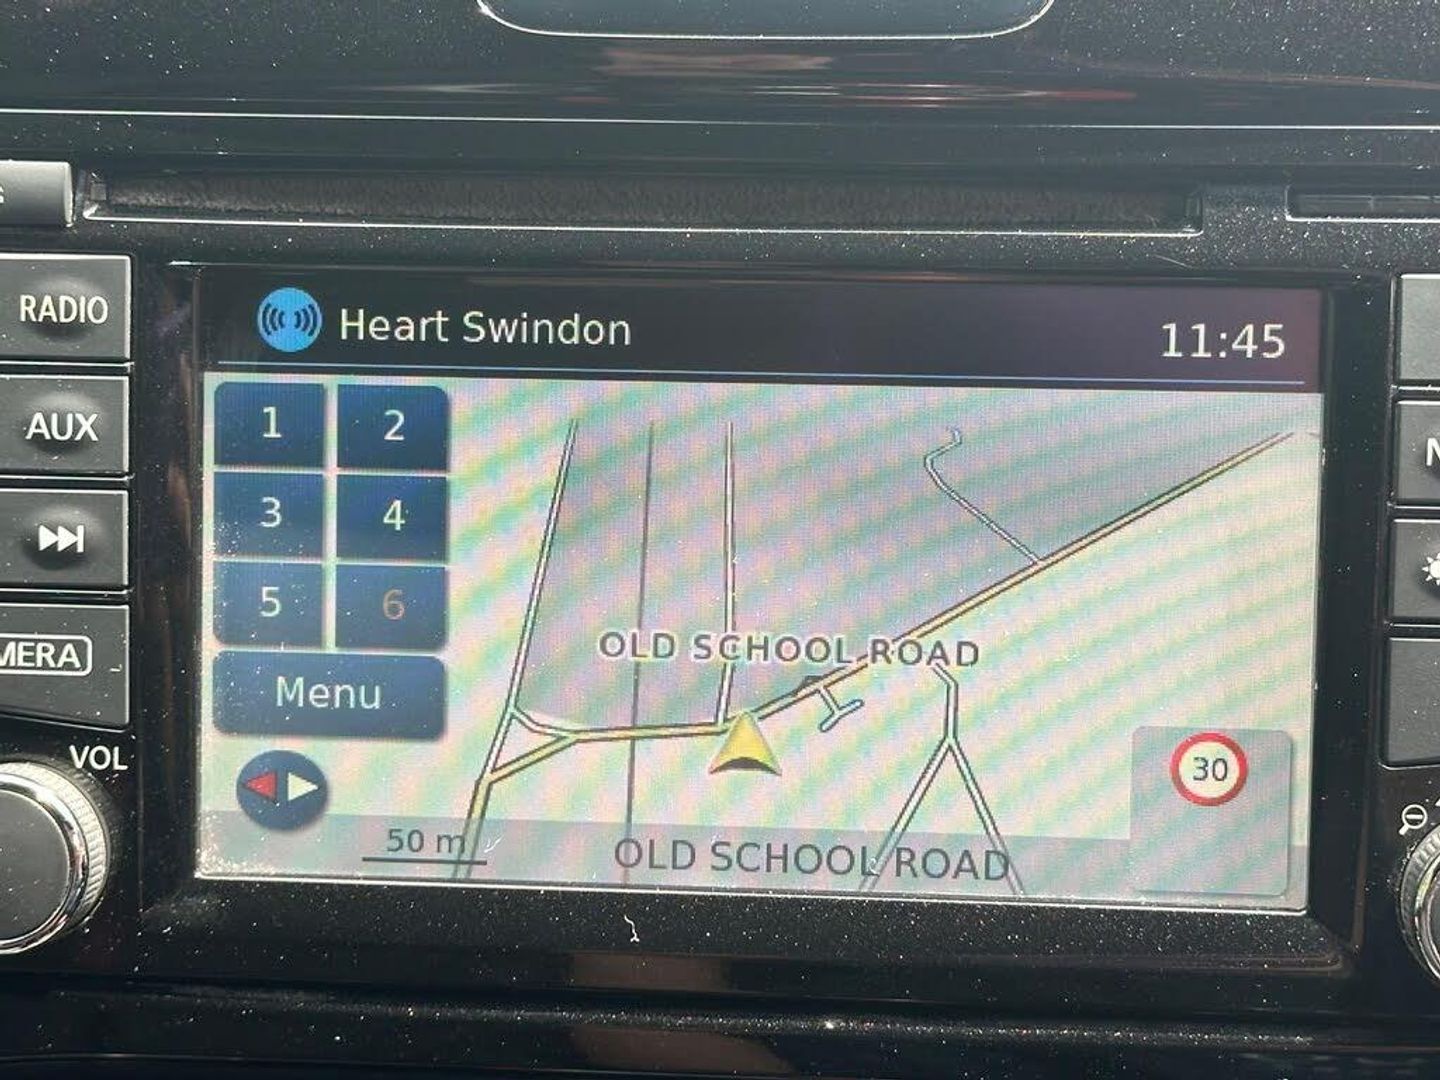 Heart Swindon
11:45
RADIO
AUX
VOL
1 2
3 4
5 6
Menu
OLD SCHOOL ROAD
30
50 m
OLD SCHOOL ROAD